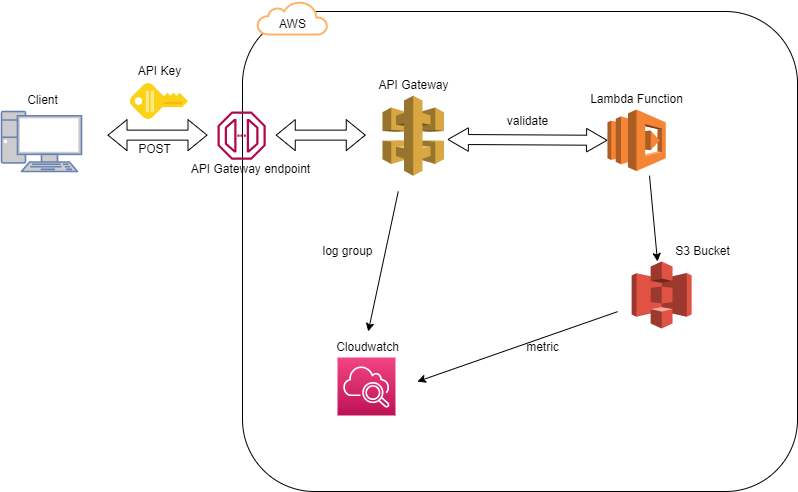 AWS
API Key
Client
API Gateway
Lambda Function
validate
POST
API Gateway endpoint
log group
S3 Bucket
Cloudwatch
metric